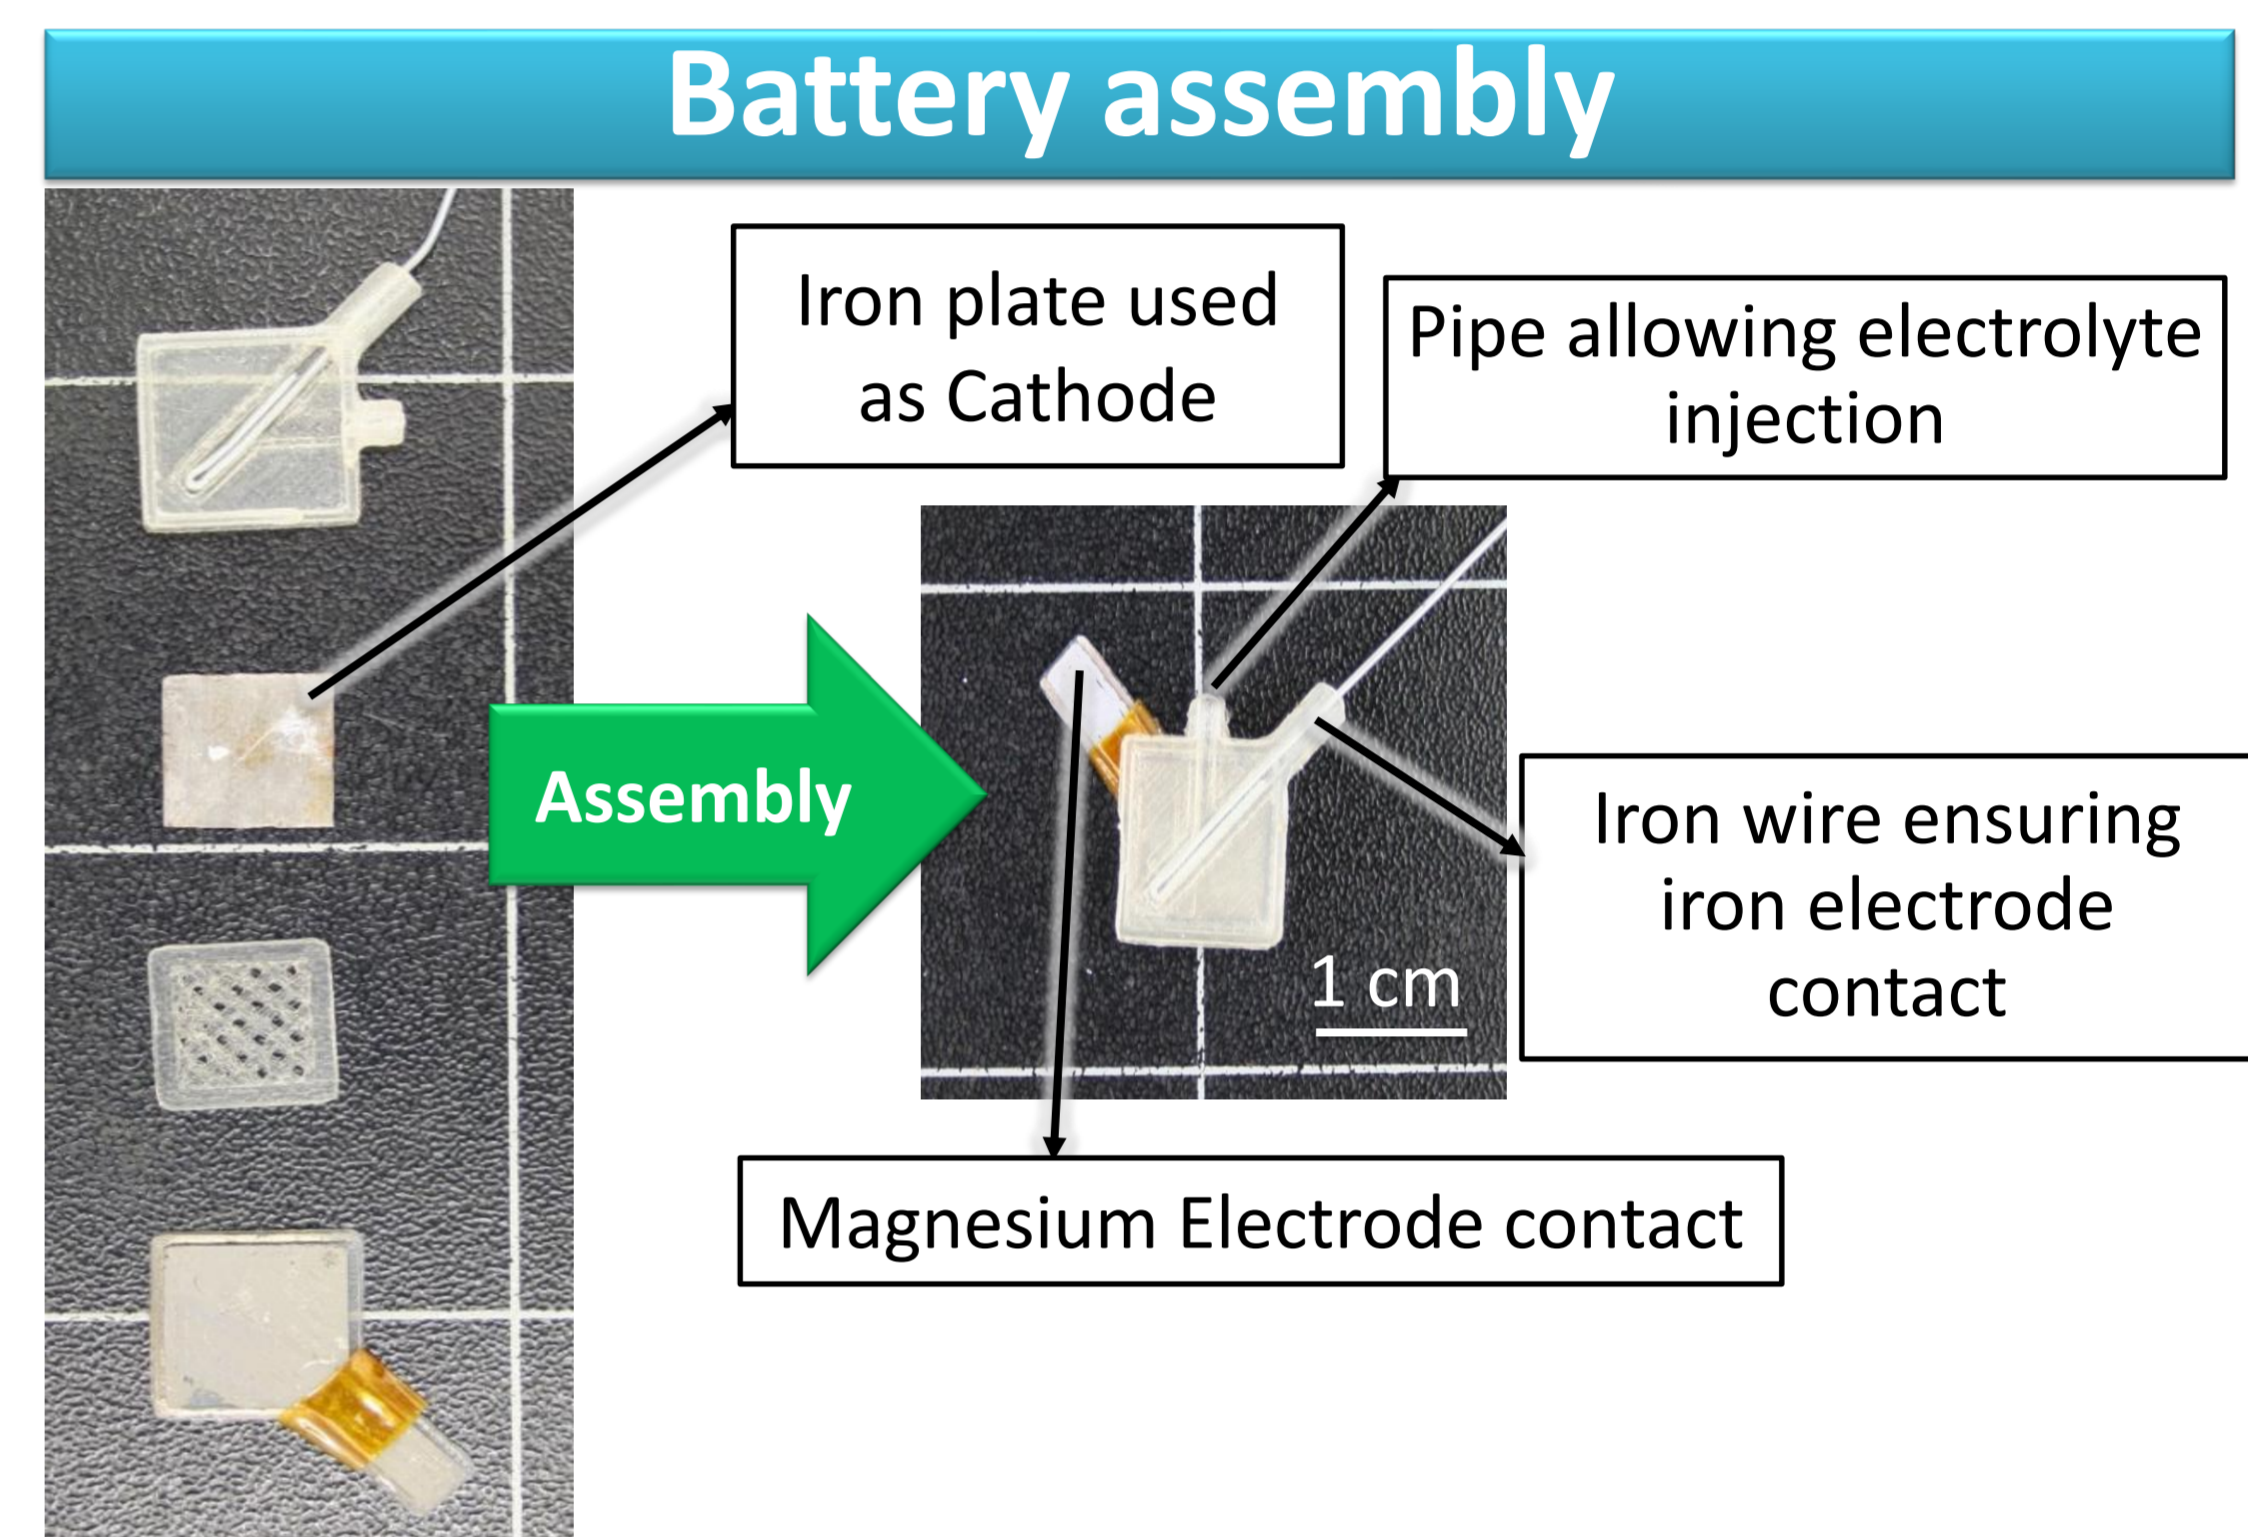 Battery assembly
Iron plate used
as Cathode
Pipe allowing electrolyte
injection
Assembly
Iron wire ensuring
iron electrode
contact
1 cm
Magnesium Electrode contact